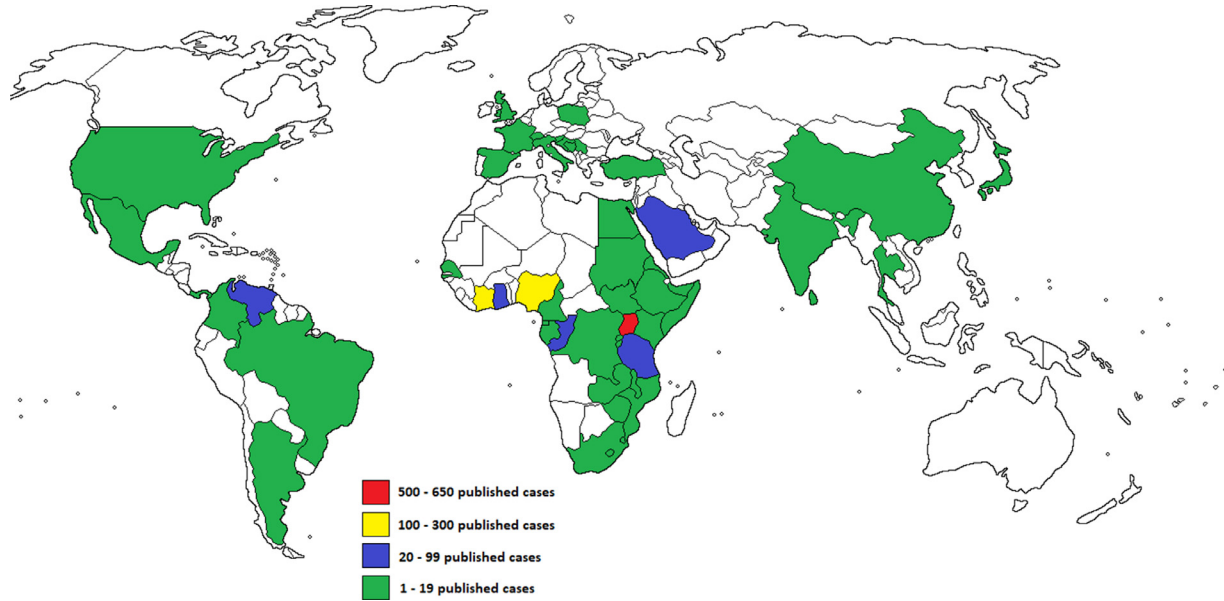 500 - 650 published cases
100 - 300 published cases
20 - 99 published cases
1 - 19 published cases